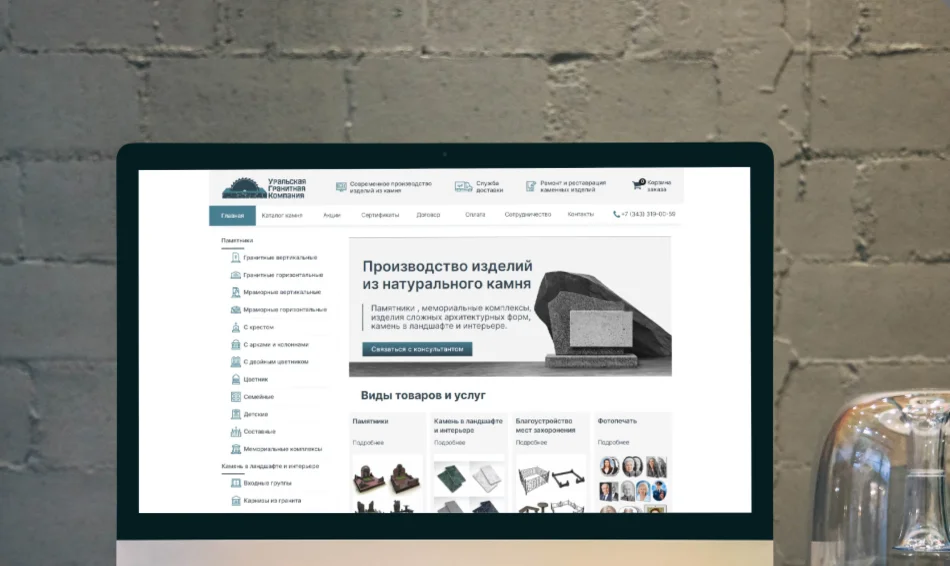 Уральская
Гранитная
Компания
Современное производство
изделий из камня
Служба
доставки
Ремонт и реставрация
каменных изделий
0
Корзина
заказа
Главная
Каталог камня
Акции
Сертификаты
Договор
Оплата
Сотрудничество
Контакты
+7 (343) 319-00-59
Памятники
Гранитные вертикальные
Гранитные горизонтальные
Мраморные вертикальные
Мраморные горизонтальные
С крестом
С арками и колоннами
С двойным цветником
Цветник
Семейные
Детские
Составные
Мемориальные комплексы
Камень в ландшафте и интерьере
Входные группы
Карнизы из гранита
Производство изделий
из натурального камня
Памятники , мемориальные комплексы,
изделия сложных архитектурных форм,
камень в ландшафте и интерьере.
Связаться с консультантом
Виды товаров и услуг
Памятники
Подробнее
Камень в ландшафте
и интерьере
Подробнее
Благоустройство
мест захоронения
Подробнее
Фотопечать
Подробнее